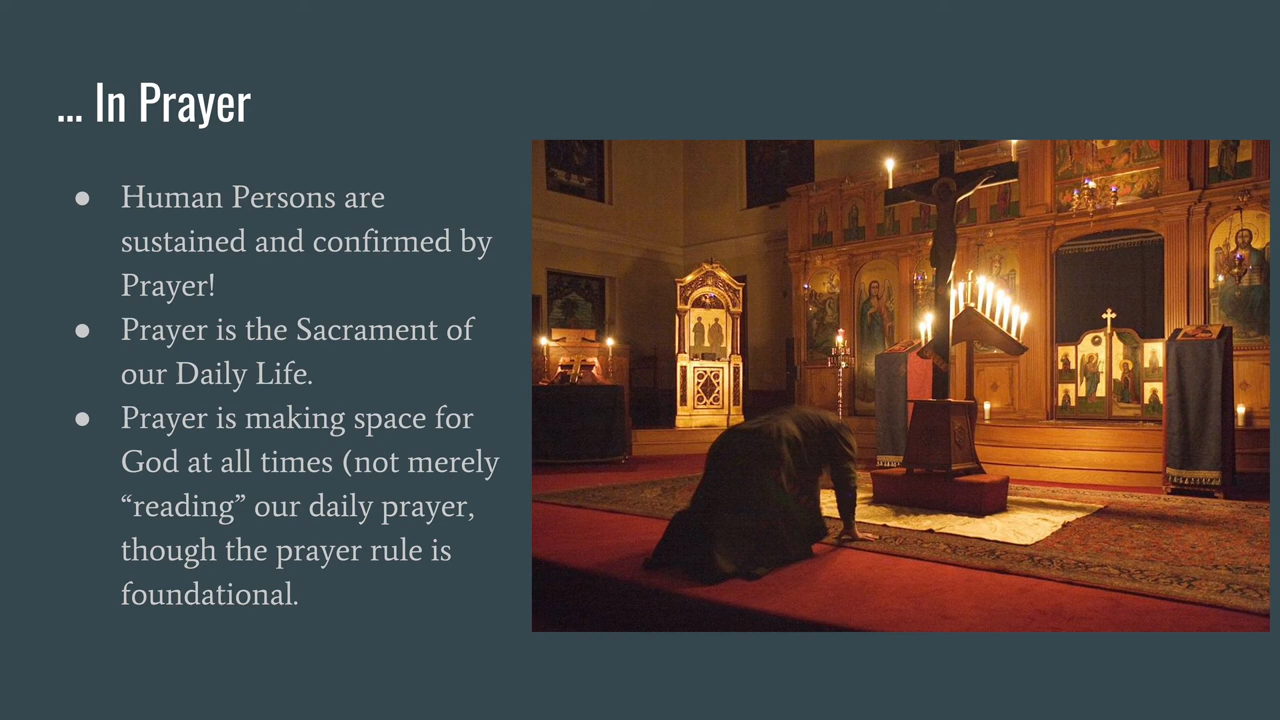 ... In Prayer
● Human Persons are
sustained and confirmed by
Prayer!
● Prayer is the Sacrament of
our Daily Life.
● Prayer is making space for
God at all times (not merely
“reading” our daily prayer,
though the prayer rule is
foundational.